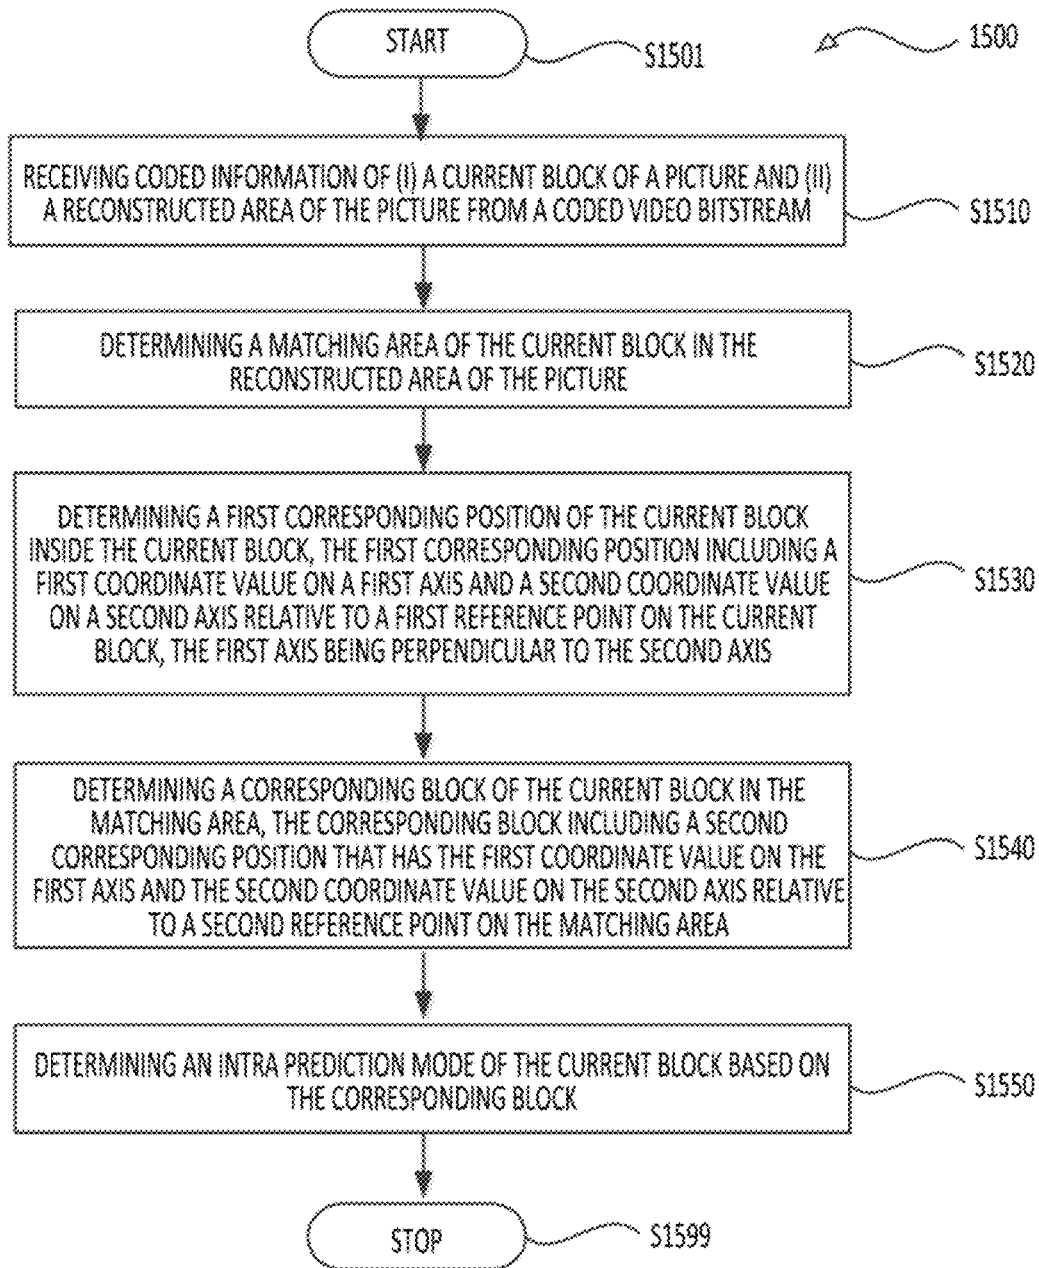 START
S1501
1500
RECEIVING CODED INFORMATION OF (I) A CURRENT BLOCK OF A PICTURE AND (II)
A RECONSTRUCTED AREA OF THE PICTURE FROM A CODED VIDEO BITSTREAM
S1510
DETERMINING A MATCHING AREA OF THE CURRENT BLOCK IN THE
RECONSTRUCTED AREA OF THE PICTURE
S1520
DETERMINING A FIRST CORRESPONDING POSITION OF THE CURRENT BLOCK
INSIDE THE CURRENT BLOCK, THE FIRST CORRESPONDING POSITION INCLUDING A
FIRST COORDINATE VALUE ON A FIRST AXIS AND A SECOND COORDINATE VALUE
ON A SECOND AXIS RELATIVE TO A FIRST REFERENCE POINT ON THE CURRENT
BLOCK, THE FIRST AXIS BEING PERPENDICULAR TO THE SECOND AXIS
S1530
DETERMINING A CORRESPONDING BLOCK OF THE CURRENT BLOCK IN THE
MATCHING AREA, THE CORRESPONDING BLOCK INCLUDING A SECOND
CORRESPONDING POSITION THAT HAS THE FIRST COORDINATE VALUE ON THE
FIRST AXIS AND THE SECOND COORDINATE VALUE ON THE SECOND AXIS RELATIVE
TO A SECOND REFERENCE POINT ON THE MATCHING AREA
S1540
DETERMINING AN INTRA PREDICTION MODE OF THE CURRENT BLOCK BASED ON
THE CORRESPONDING BLOCK
S1550
STOP
S1599